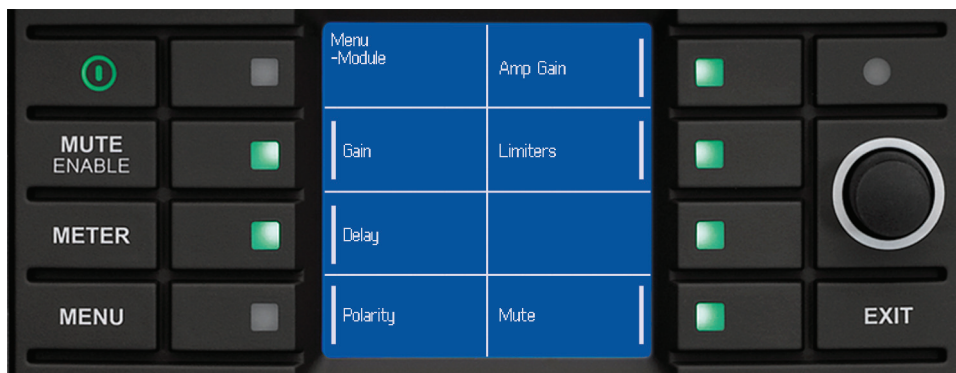 Menu
-Module
Amp Gain
MUTE
ENABLE
Gain
Limiters
METER
Delay
MENU
Polarity
Mute
EXIT